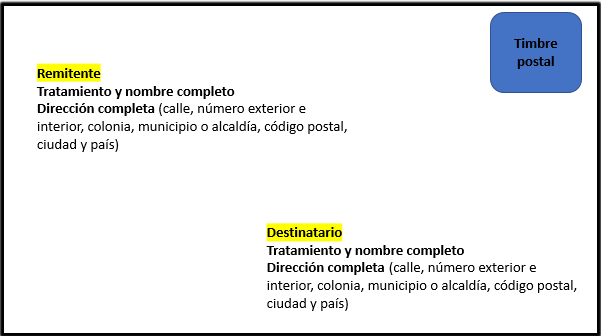 Timbre
postal
Remitente
Tratamiento y nombre completo
Dirección completa (calle, número exterior e
interior, colonia, municipio o alcaldía, código postal,
ciudad y país)
Destinatario
Tratamiento y nombre completo
Dirección completa (calle, número exterior e
interior, colonia, municipio o alcaldía, código postal,
ciudad y país)